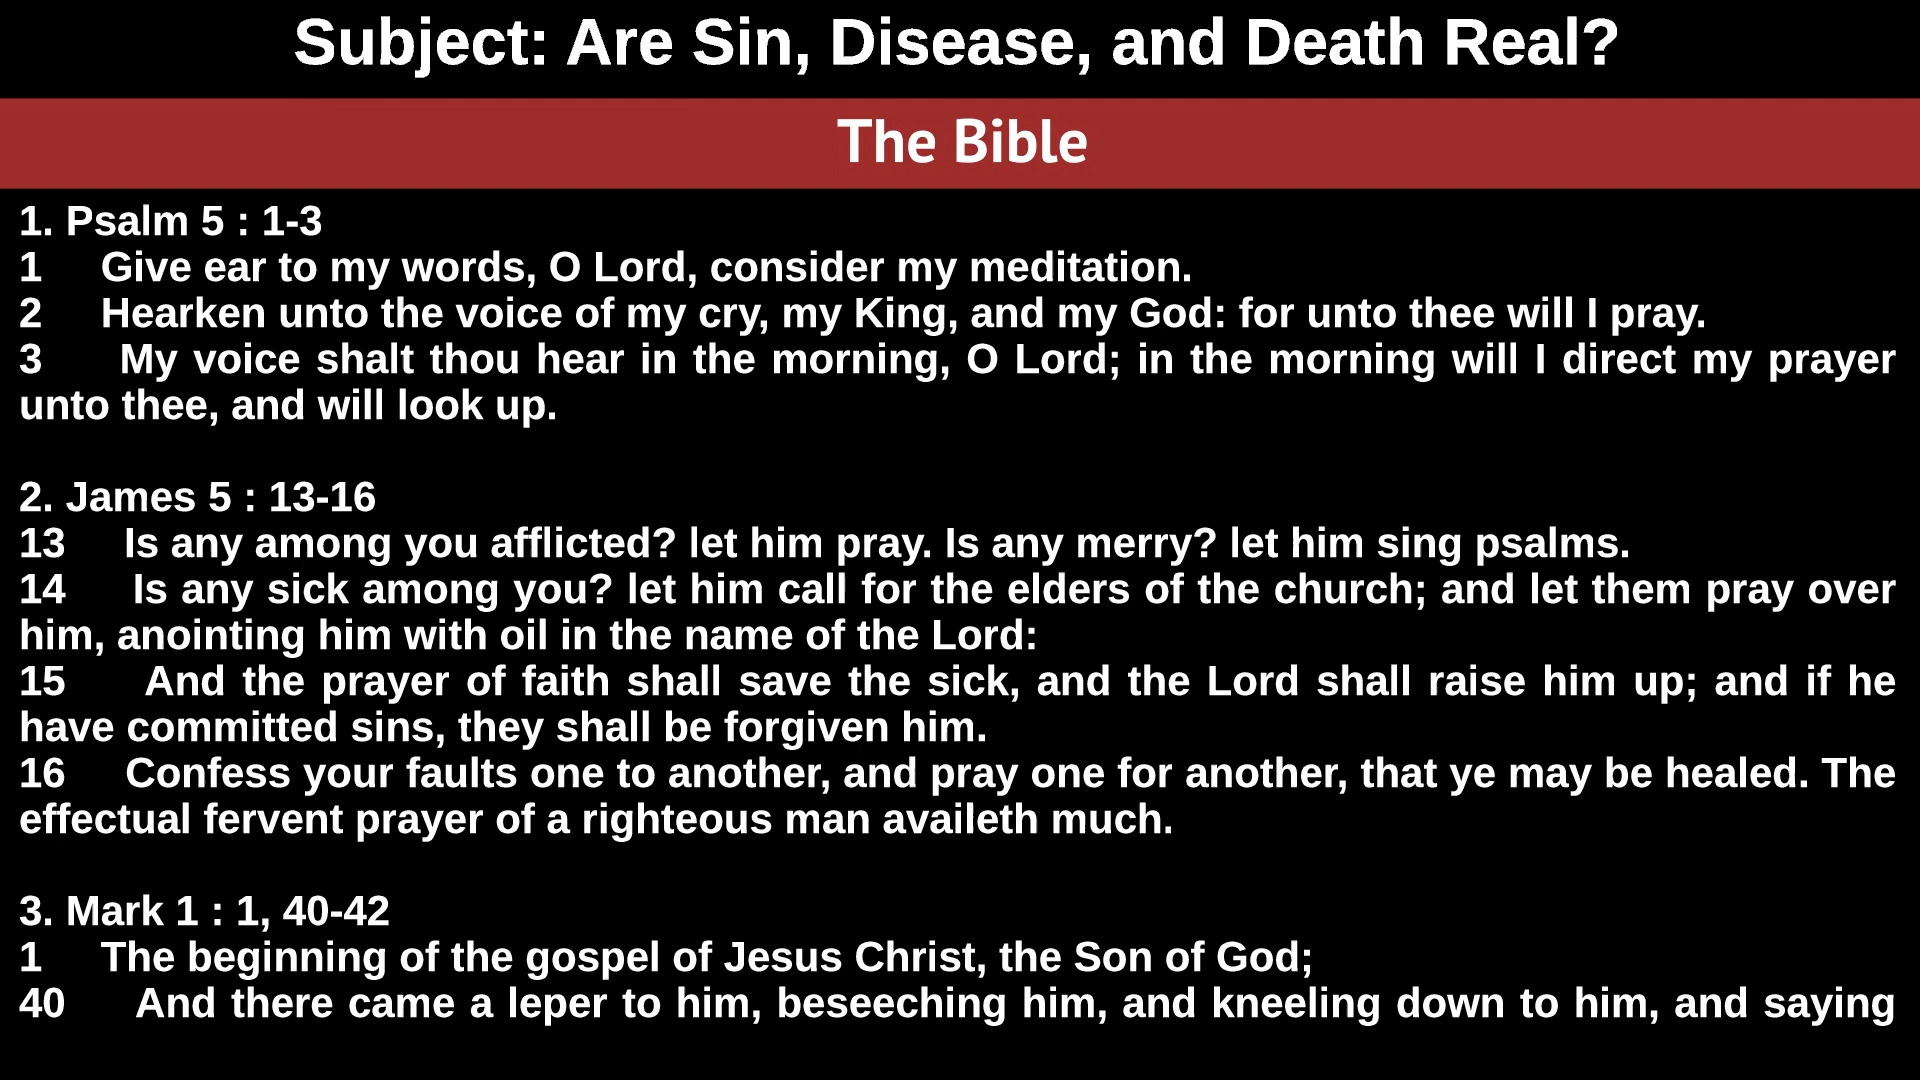 Subject: Are Sin, Disease, and Death Real?
The Bible
1. Psalm 5 : 1-3
1 Give ear to my words, O Lord, consider my meditation.
2 Hearken unto the voice of my cry, my King, and my God: for unto thee will I pray.
3 My voice shalt thou hear in the morning, O Lord; in the morning will I direct my prayer
unto thee, and will look up.
2. James 5 : 13-16
13 Is any among you afflicted? let him pray. Is any merry? let him sing psalms.
14 Is any sick among you? let him call for the elders of the church; and let them pray over
him, anointing him with oil in the name of the Lord:
15 And the prayer of faith shall save the sick, and the Lord shall raise him up; and if he
have committed sins, they shall be forgiven him.
16 Confess your faults one to another, and pray one for another, that ye may be healed. The
effectual fervent prayer of a righteous man availeth much.
3. Mark 1 : 1, 40-42
1 The beginning of the gospel of Jesus Christ, the Son of God;
40 And there came a leper to him, beseeching him, and kneeling down to him, and saying